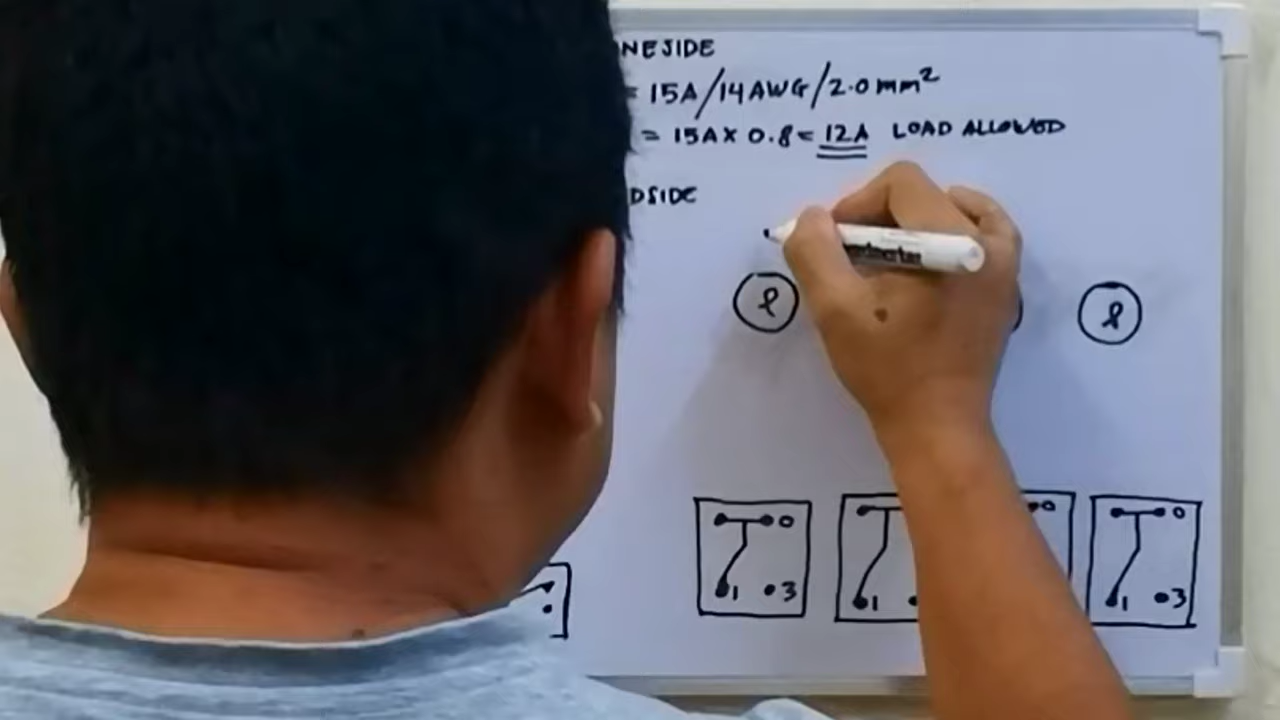 NESIDE
= 15A/14AWG/2.0mm²
= 15A X 0.8 = 12A LOAD ALLOWED
DSIDE
0
0
0
1
3
1
1
3